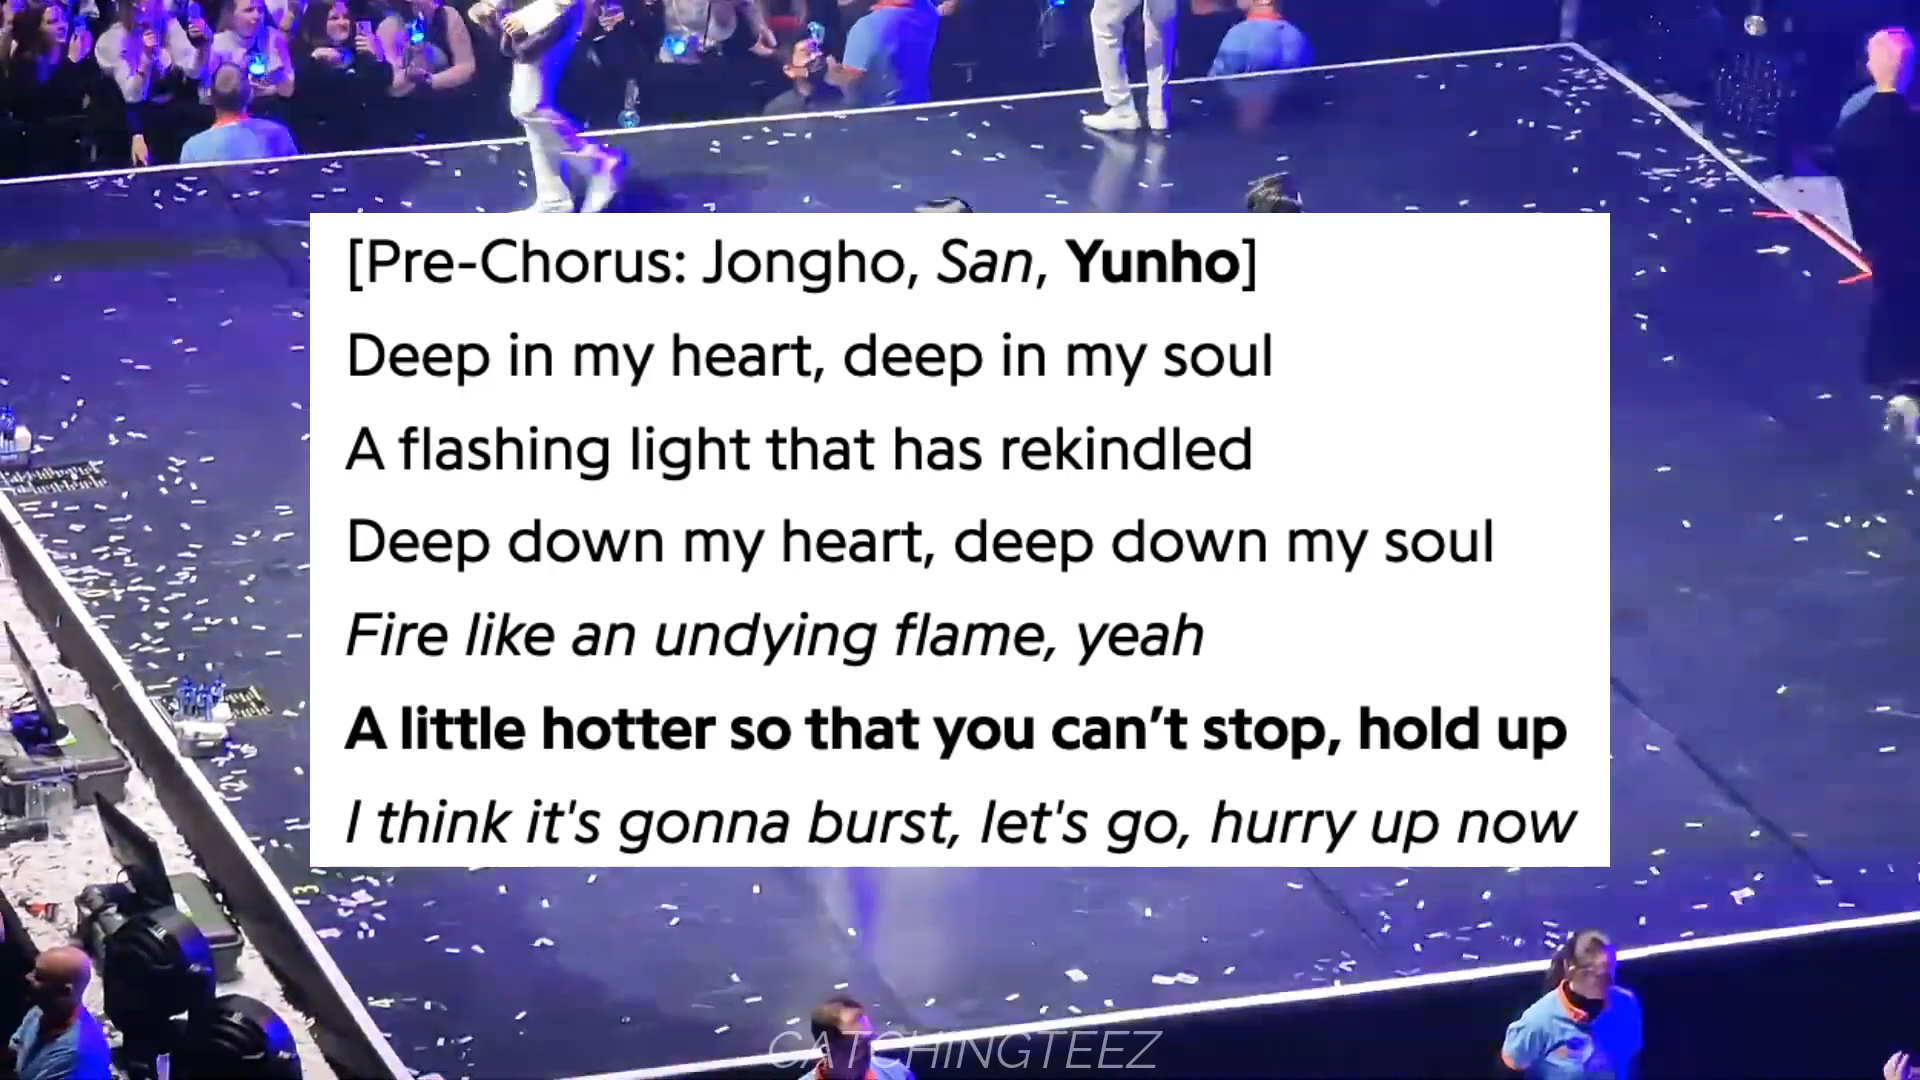 [Pre-Chorus: Jongho, San, Yunho]
Deep in my heart, deep in my soul
A flashing light that has rekindled
Deep down my heart, deep down my soul
Fire like an undying flame, yeah
A little hotter so that you can’t stop, hold up
I think it's gonna burst, let's go, hurry up now
CATCHINGTEEZ